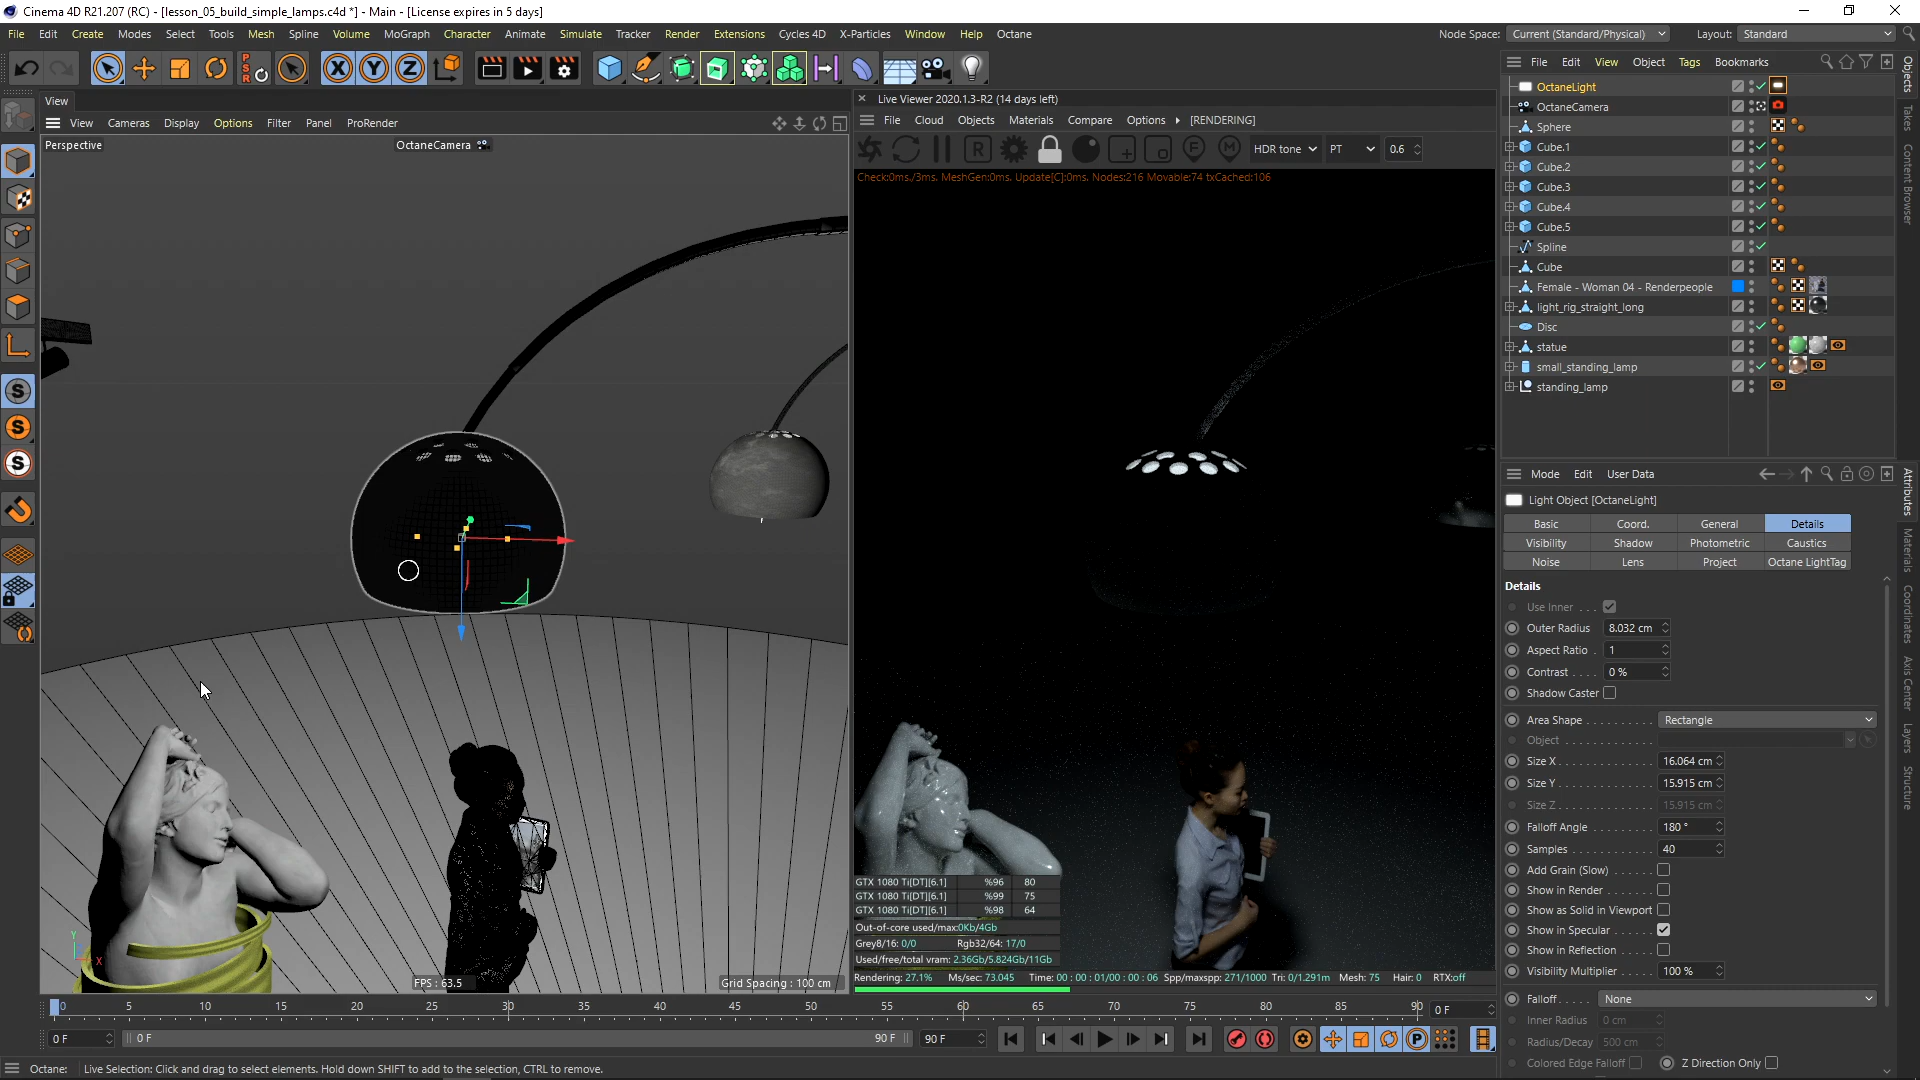 Cinema 4D R21.207 (RC) - [lesson_05_build_simple_lamps.c4d *] - Main - [License expires in 5 days]
File Edit Create Modes Select Tools Mesh Spline Volume MoGraph Character Animate Simulate Tracker Render Extensions Cycles 4D X-Particles Window Help Octane
Node Space: Current (Standard/Physical) Layout: Standard
PSR X Y Z
View
View Cameras Display Options Filter Panel ProRender
Perspective
OctaneCamera
FPS : 63.5
Grid Spacing : 100 cm
Live Viewer 2020.1.3-R2 (14 days left)
File Cloud Objects Materials Compare Options [RENDERING]
R F M HDR tone PT 0.6
Check:0ms./3ms. MeshGen:0ms. Update[C]:0ms. Nodes:216 Movable:74 txCached:106
GTX 1080 Ti[DT][6.1] %96 80
GTX 1080 Ti[DT][6.1] %99 75
GTX 1080 Ti[DT][6.1] %98 64
Out-of-core used/max:0Kb/4Gb
Grey8/16: 0/0 Rgb32/64: 17/0
Used/free/total vram: 2.36Gb/5.824Gb/11Gb
Rendering: 27.1% Ms/sec: 73.045 Time: 00 : 00 : 01/00 : 00 : 06 Spp/maxspp: 271/1000 Tri: 0/1.291m Mesh: 75 Hair: 0 RTX:off
File Edit View Object Tags Bookmarks
OctaneLight
OctaneCamera
Sphere
Cube.1
Cube.2
Cube.3
Cube.4
Cube.5
Spline
Cube
Female - Woman 04 - Renderpeople
light_rig_straight_long
Disc
statue
small_standing_lamp
standing_lamp
Objects
Takes
Content Browser
Mode Edit User Data
Light Object [OctaneLight]
Basic Coord. General Details
Visibility Shadow Photometric Caustics
Noise Lens Project Octane LightTag
Details
Use Inner . . .
Outer Radius 8.032 cm
Aspect Ratio . 1
Contrast . . . . 0 %
Shadow Caster
Area Shape . . . . . . . . . . Rectangle
Object . . . . . . . . . . . . .
Size X . . . . . . . . . . . . . 16.064 cm
Size Y . . . . . . . . . . . . . 15.915 cm
Size Z . . . . . . . . . . . . . 15.915 cm
Falloff Angle . . . . . . . . . 180 °
Samples . . . . . . . . . . . . 40
Add Grain (Slow) . . . . . .
Show in Render . . . . . . .
Show as Solid in Viewport
Show in Specular . . . . . .
Show in Reflection . . . . .
Visibility Multiplier . . . . . 100 %
Falloff . . . . . None
Inner Radius 0 cm
Radius/Decay 500 cm
Colored Edge Falloff Z Direction Only
Attributes
Materials
Coordinates
Axis Center
Layers
Structure
0 5 10 15 20 25 30 35 40 45 50 55 60 65 70 75 80 85 90 0 F
0 F 0 F 90 F 90 F
Octane: Live Selection: Click and drag to select elements. Hold down SHIFT to add to the selection, CTRL to remove.